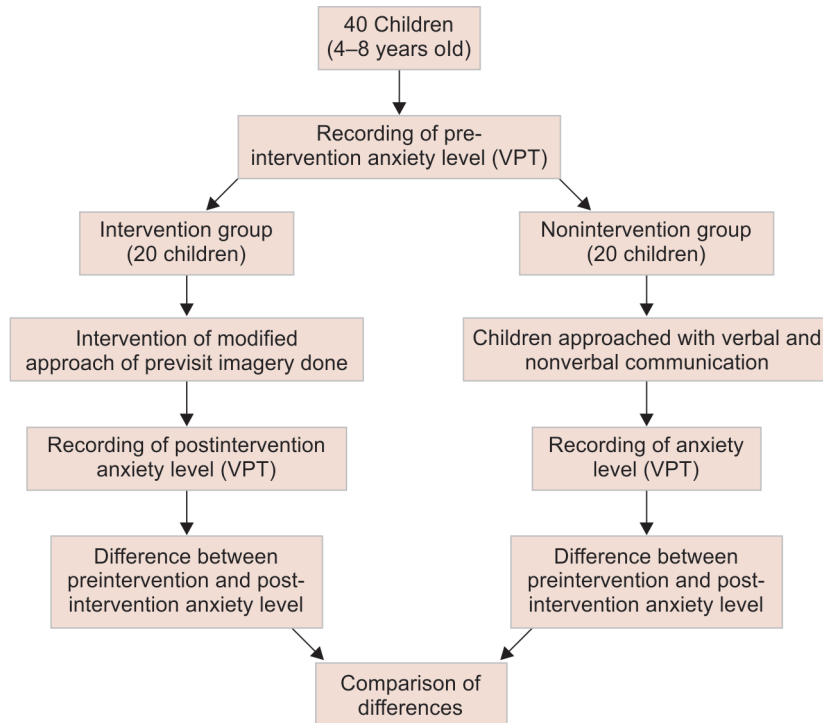 40 Children
(4–8 years old)
Recording of pre-
intervention anxiety level (VPT)
Intervention group
(20 children)
Nonintervention group
(20 children)
Intervention of modified
approach of previsit imagery done
Children approached with verbal and
nonverbal communication
Recording of postintervention
anxiety level (VPT)
Recording of anxiety
level (VPT)
Difference between
preintervention and post-
intervention anxiety level
Difference between
preintervention and post-
intervention anxiety level
Comparison of
differences